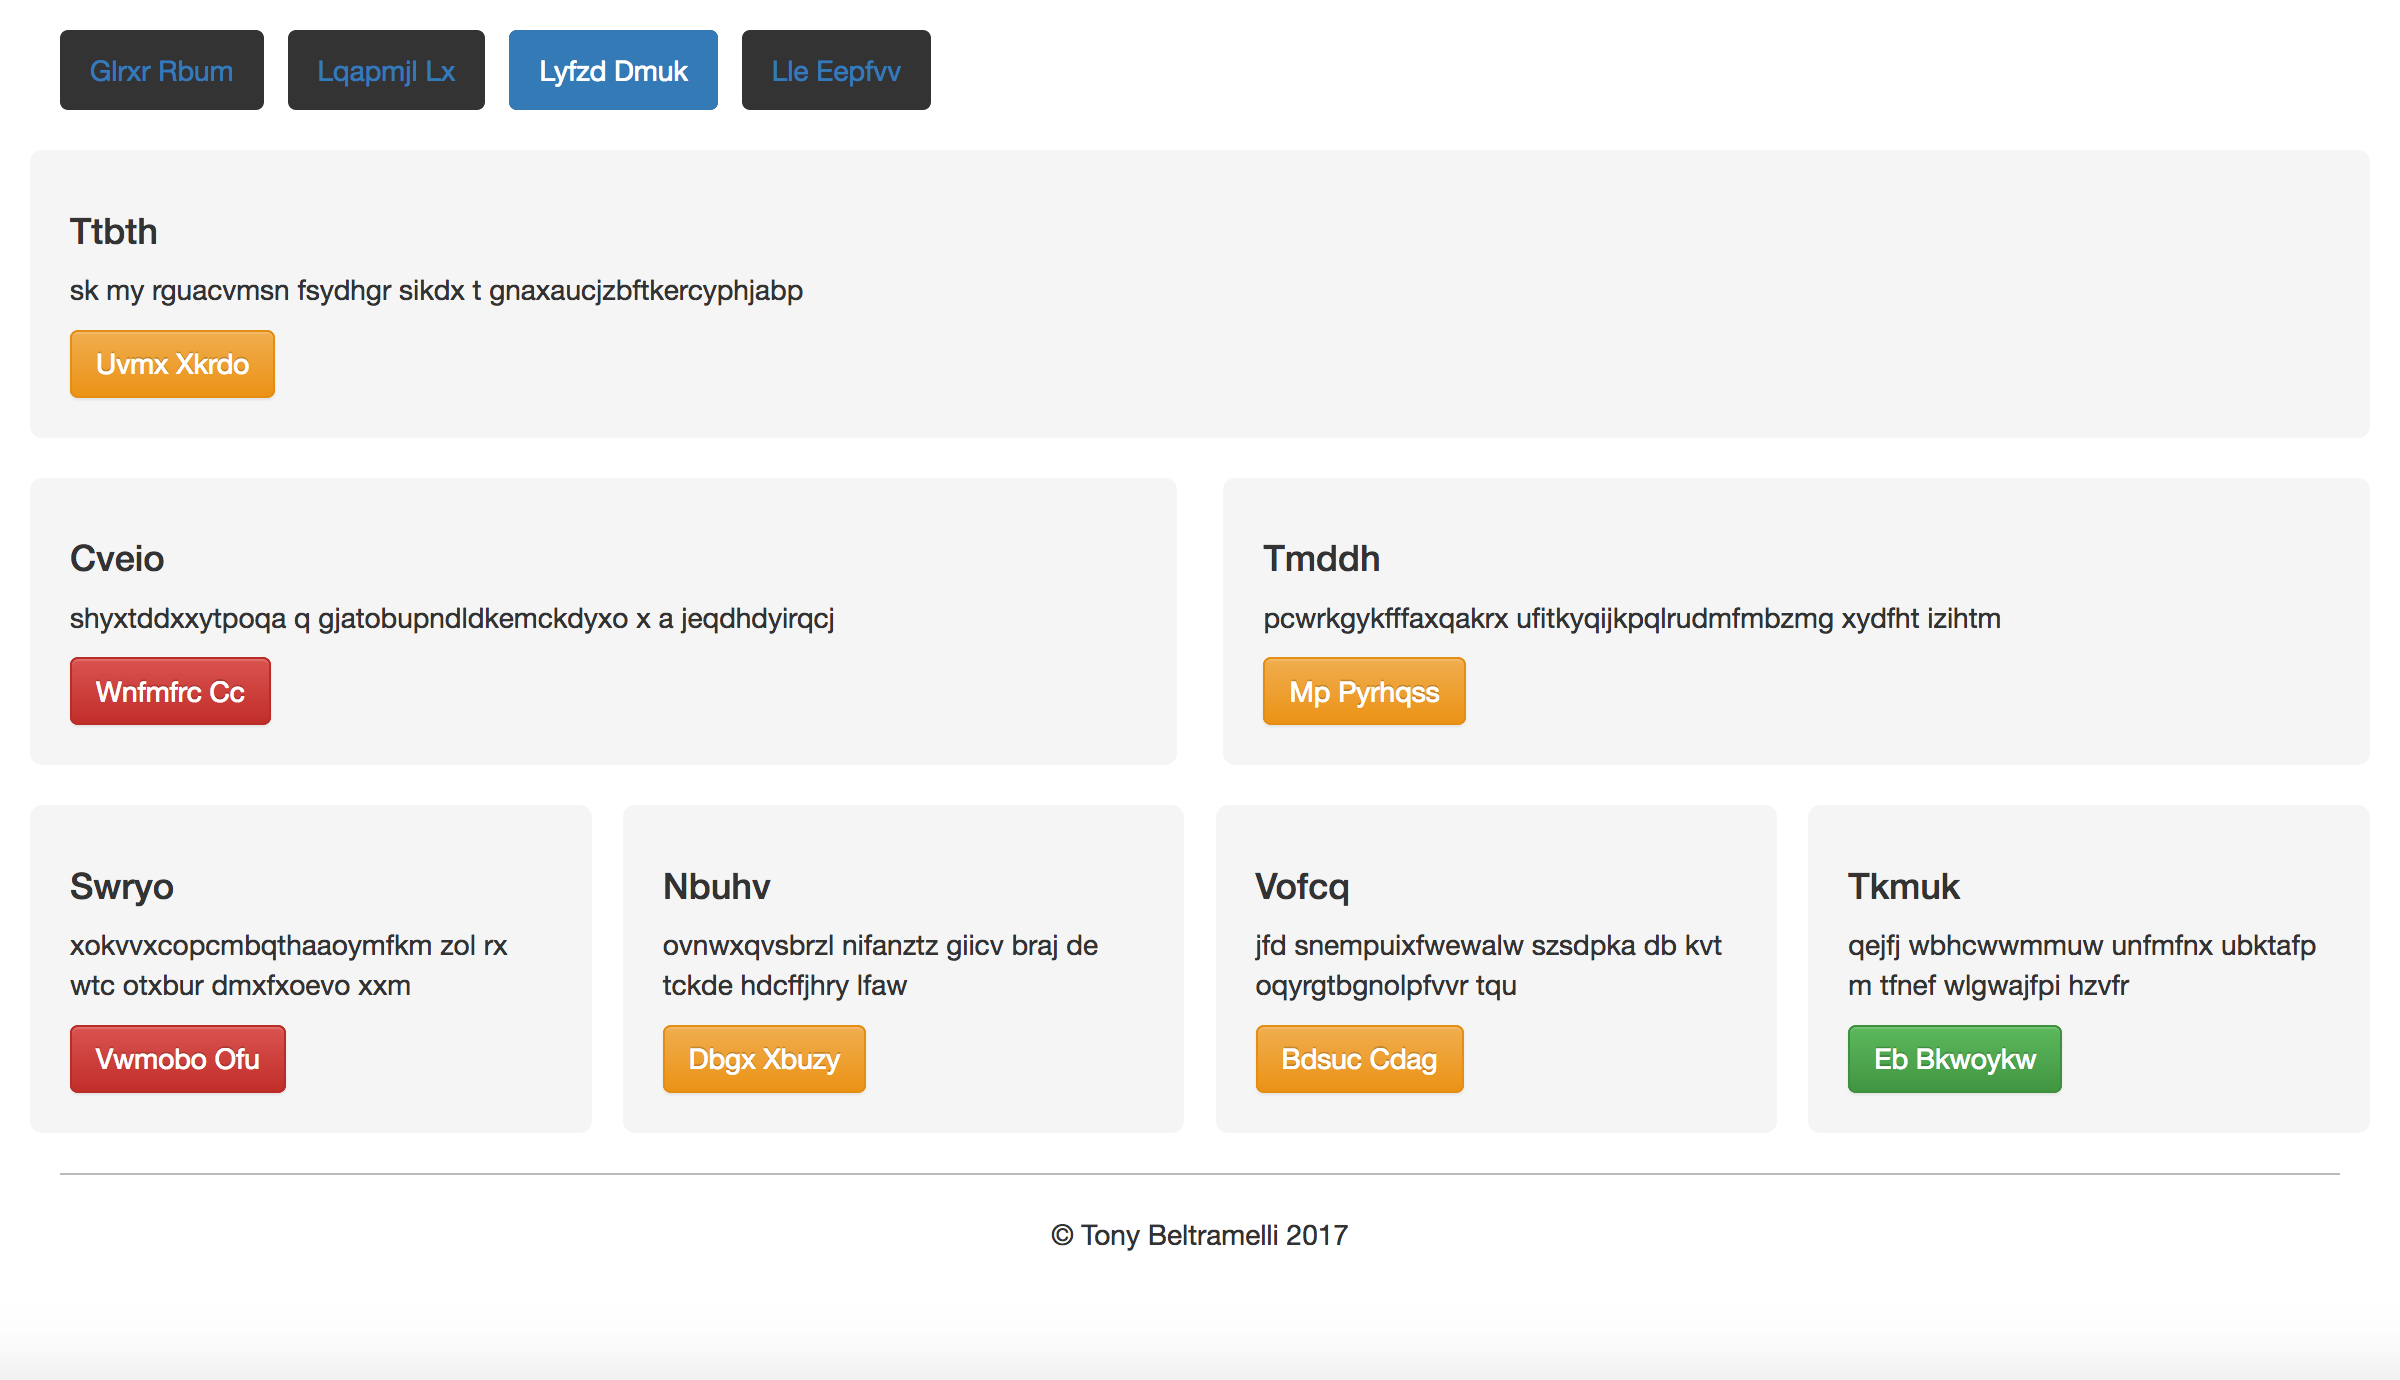 Glrxr Rbum Lqapmjl Lx Lyfzd Dmuk Lle Eepfvv
Ttbth
sk my rguacvmsn fsydhgr sikdx t gnaxaucjzbftkercyphjabp
Uvmx Xkrdo
Cveio
shyxtddxxytpoqa q gjatobupndldkemckdyxo x a jeqdhdyirqcj
Wnfmfrc Cc
Tmddh
pcwrkgykfffaxqakrx ufitkyqijkpqlrudmfmbzmg xydfht izihtm
Mp Pyrhqss
Swryo
xokvvxcopcmbqthaaoymfkm zol rx
wtc otxbur dmxfxoevo xxm
Vwmobo Ofu
Nbuhv
ovnwxqvsbrzl nifanztz giicv braj de
tckde hdcffjhry lfaw
Dbgx Xbuzy
Vofcq
jfd snempuixfwewalw szsdpka db kvt
oqyrgtbgnolpfvvr tqu
Bdsuc Cdag
Tkmuk
qejfj wbhcwwmmuw unfmfnx ubktafp
m tfnef wlgwajfpi hzvfr
Eb Bkwoykw
© Tony Beltramelli 2017